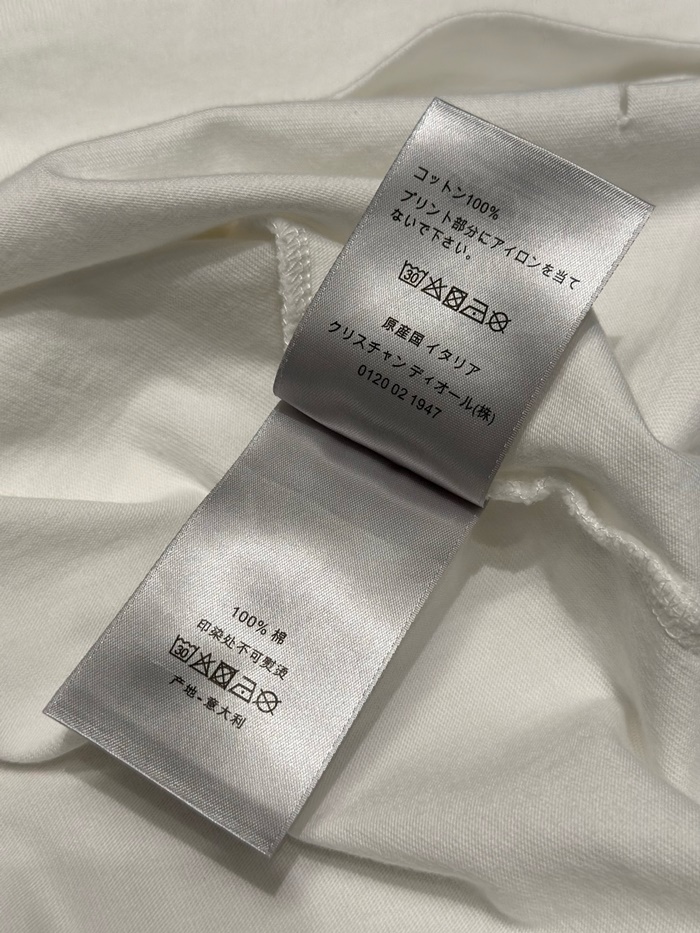 コットン100%
プリント部分にアイロンを当て
ないで下さい。
30
原産国 イタリア
クリスチャン ディオール(株)
0120 02 1947
100% 棉
印染处不可熨烫
30
产地-意大利